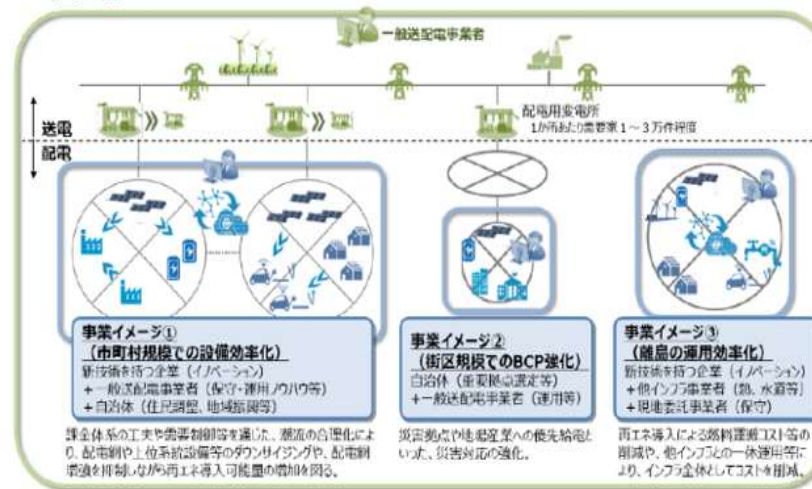 一般送配電事業者
送電
配電
配電用変電所
1か所あたり需要家1～3万件程度
事業イメージ①
(市町村規模での設備効率化)
新技術を持つ企業(イノベーション)
+一般送配電事業者(保守・運用ノウハウ等)
+自治体(住民調整、地域振興等)
課金体系の工夫や需要制御等を通じた、潮流の合理化によ
り、配電網や上位系統設備等のダウンサイジングや、配電網
増強を抑制しながら再エネ導入可能量の増加を図る。
事業イメージ②
(街区規模でのBCP強化)
自治体(重要拠点選定等)
+一般送配電事業者(運用等)
災害拠点や地場産業への優先給電と
いった、災害対応の強化。
事業イメージ③
(離島の運用効率化)
新技術を持つ企業(イノベーション)
+他インフラ事業者(熱、水道等)
+現地委託事業者(保守)
再エネ導入による燃料運搬コスト等の
削減や、他インフラとの一体運用等に
より、インフラ全体としてコストを削減。